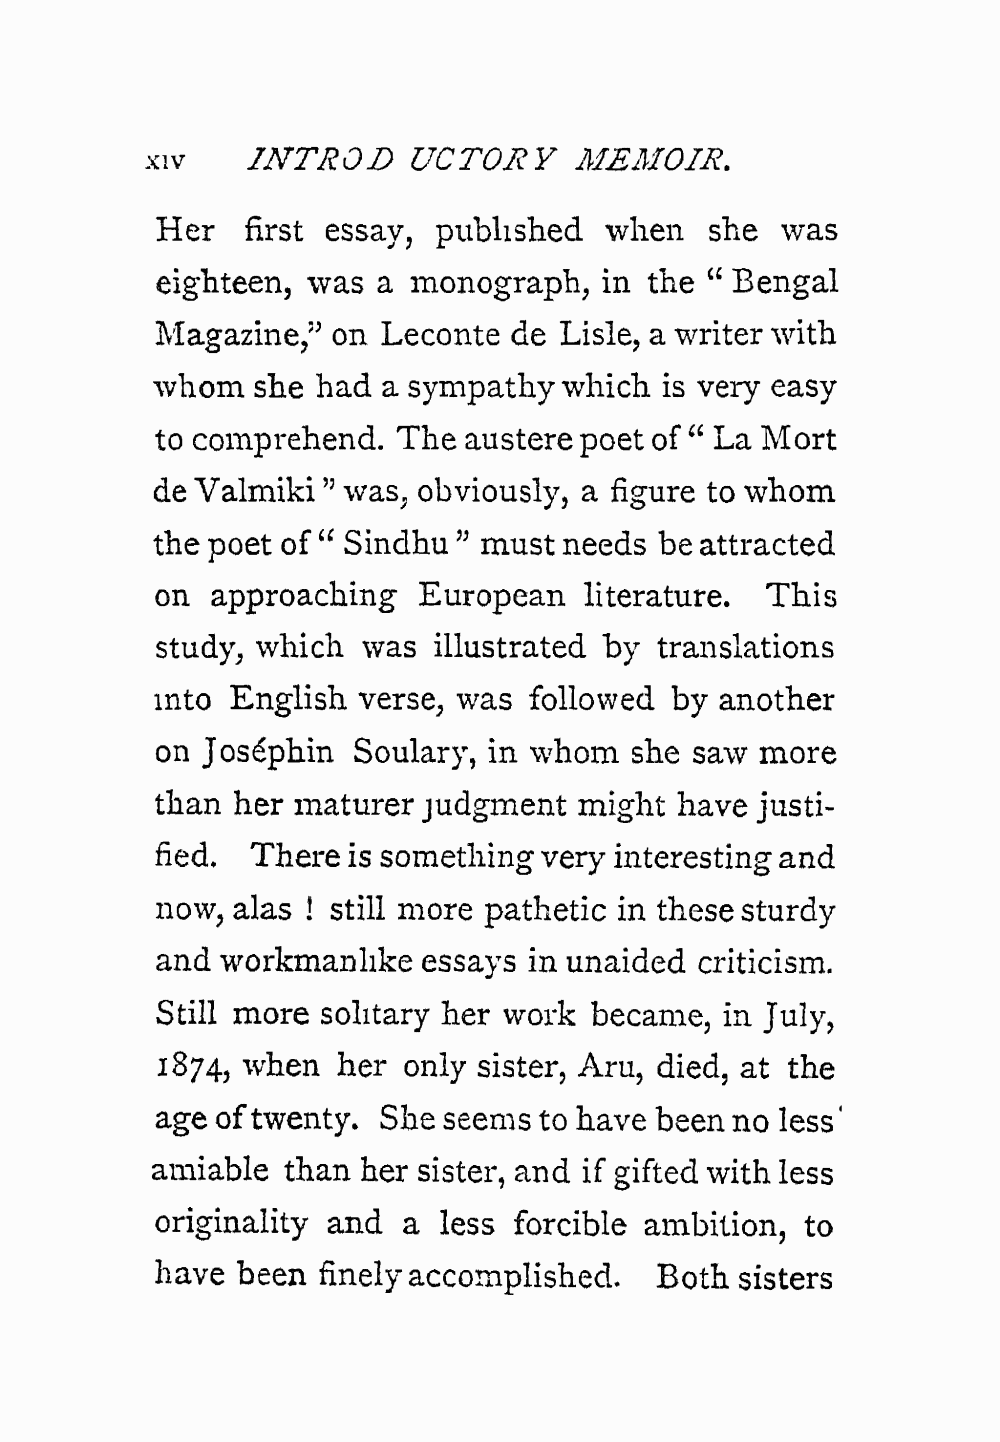 xiv INTRODUCTORY MEMOIR.
Her first essay, published when she was
eighteen, was a monograph, in the “Bengal
Magazine,” on Leconte de Lisle, a writer with
whom she had a sympathy which is very easy
to comprehend. The austere poet of “La Mort
de Valmiki” was, obviously, a figure to whom
the poet of “Sindhu” must needs be attracted
on approaching European literature. This
study, which was illustrated by translations
into English verse, was followed by another
on Joséphin Soulary, in whom she saw more
than her maturer judgment might have justi-
fied. There is something very interesting and
now, alas! still more pathetic in these sturdy
and workmanlike essays in unaided criticism.
Still more solitary her work became, in July,
1874, when her only sister, Aru, died, at the
age of twenty. She seems to have been no less
amiable than her sister, and if gifted with less
originality and a less forcible ambition, to
have been finely accomplished. Both sisters